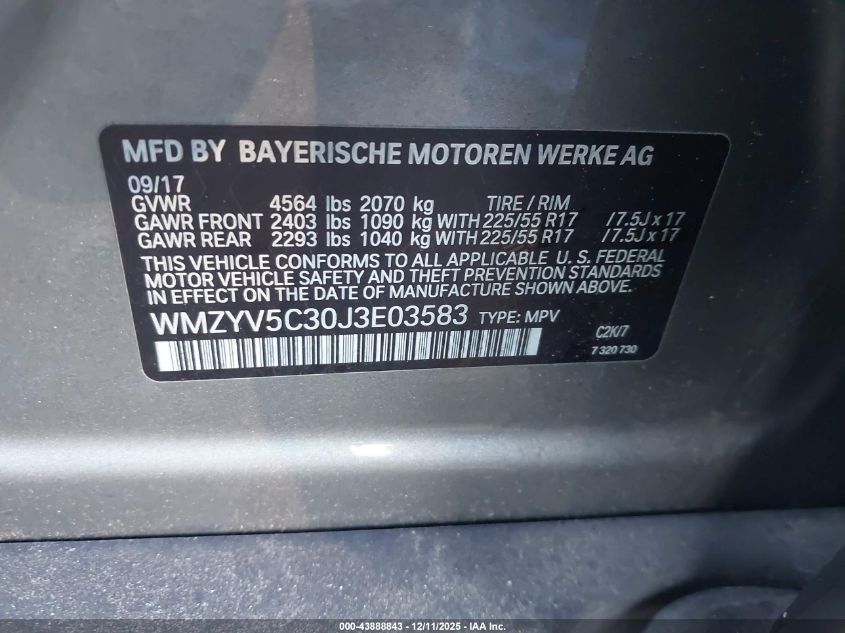 MFD BY BAYERISCHE MOTOREN WERKE AG
09/17
GVWR 4564 lbs 2070 kg TIRE / RIM
GAWR FRONT 2403 lbs 1090 kg WITH 225/55 R17 / 7.5J x 17
GAWR REAR 2293 lbs 1040 kg WITH 225/55 R17 / 7.5J x 17
THIS VEHICLE CONFORMS TO ALL APPLICABLE U. S. FEDERAL
MOTOR VEHICLE SAFETY AND THEFT PREVENTION STANDARDS
IN EFFECT ON THE DATE OF MANUFACTURE SHOWN ABOVE.
WMZYV5C30J3E03583 TYPE: MPV
C2K/7
7 320 730
000-43888843 - 12/11/2025 - IAA Inc.